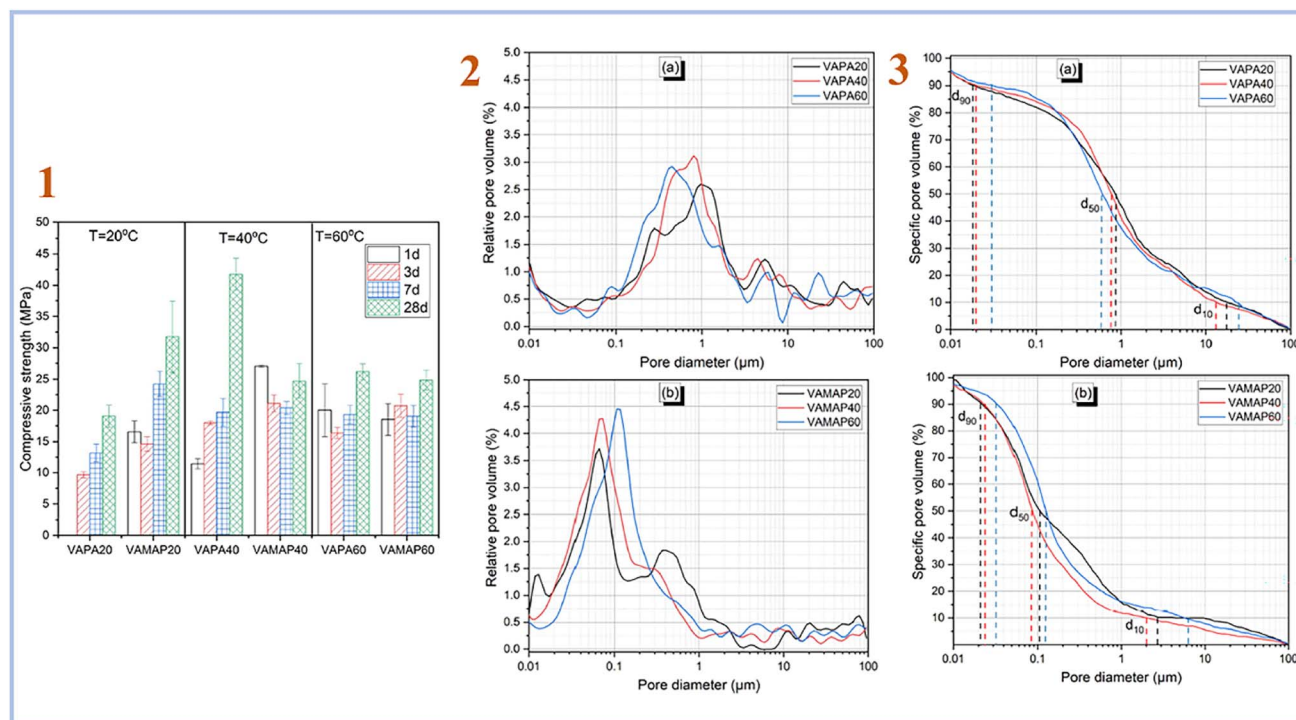 1
Compressive strength (MPa)
50
45
40
35
30
25
20
15
10
5
0
T=20ºC
T=40ºC
T=60ºC
1d
3d
7d
28d
VAPA20
VAMAP20
VAPA40
VAMAP40
VAPA60
VAMAP60
2
(a)
VAPA20
VAPA40
VAPA60
Relative pore volume (%)
5.0
4.5
4.0
3.5
3.0
2.5
2.0
1.5
1.0
0.5
0.0
0.01 0.1 1 10 100
Pore diameter (µm)
(b)
VAMAP20
VAMAP40
VAMAP60
Relative pore volume (%)
5.0
4.5
4.0
3.5
3.0
2.5
2.0
1.5
1.0
0.5
0.0
0.01 0.1 1 10 100
Pore diameter (µm)
3
(a)
VAPA20
VAPA40
VAPA60
Specific pore volume (%)
100
90
80
70
60
50
40
30
20
10
0
d90
d50
d10
0.01 0.1 1 10 100
Pore diameter (µm)
(b)
VAMAP20
VAMAP40
VAMAP60
Specific pore volume (%)
100
90
80
70
60
50
40
30
20
10
d90
d50
d10
0.01 0.1 1 10 100
Pore diameter (µm)